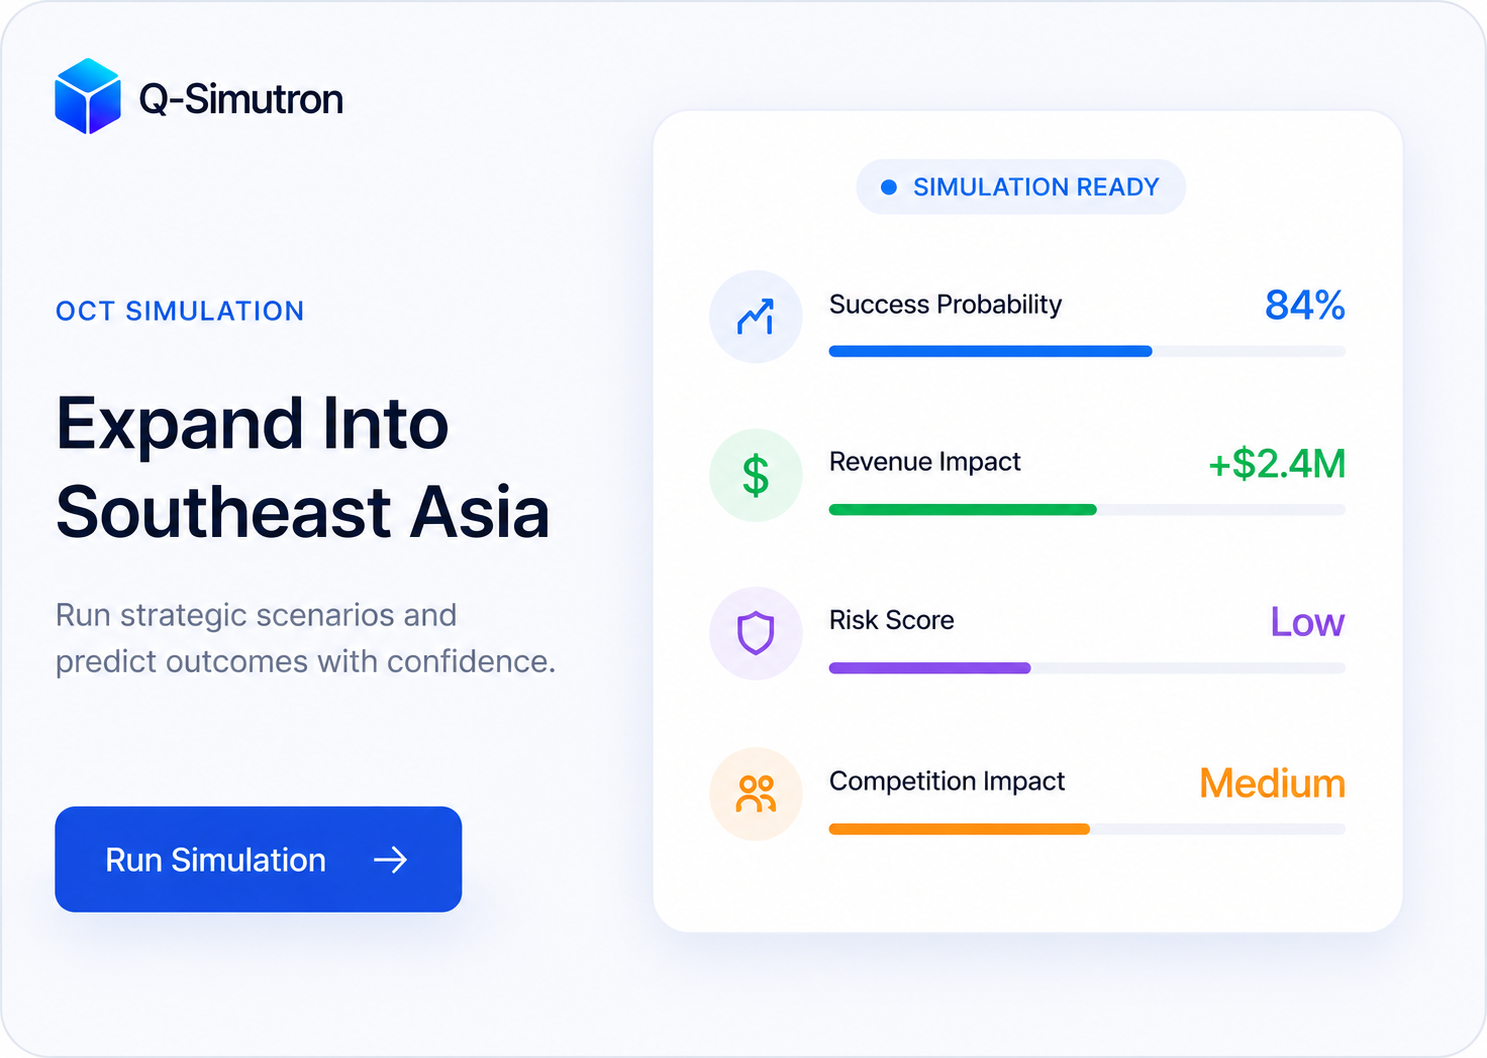 Q-Simutron
OCT SIMULATION
Expand Into
Southeast Asia
Run strategic scenarios and
predict outcomes with confidence.
Run Simulation
SIMULATION READY
Success Probability
84%
Revenue Impact
+$2.4M
Risk Score
Low
Competition Impact
Medium